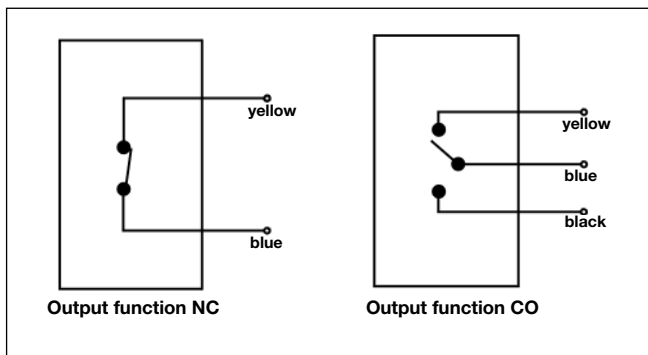 yellow
blue
Output function NC
yellow
blue
black
Output function CO